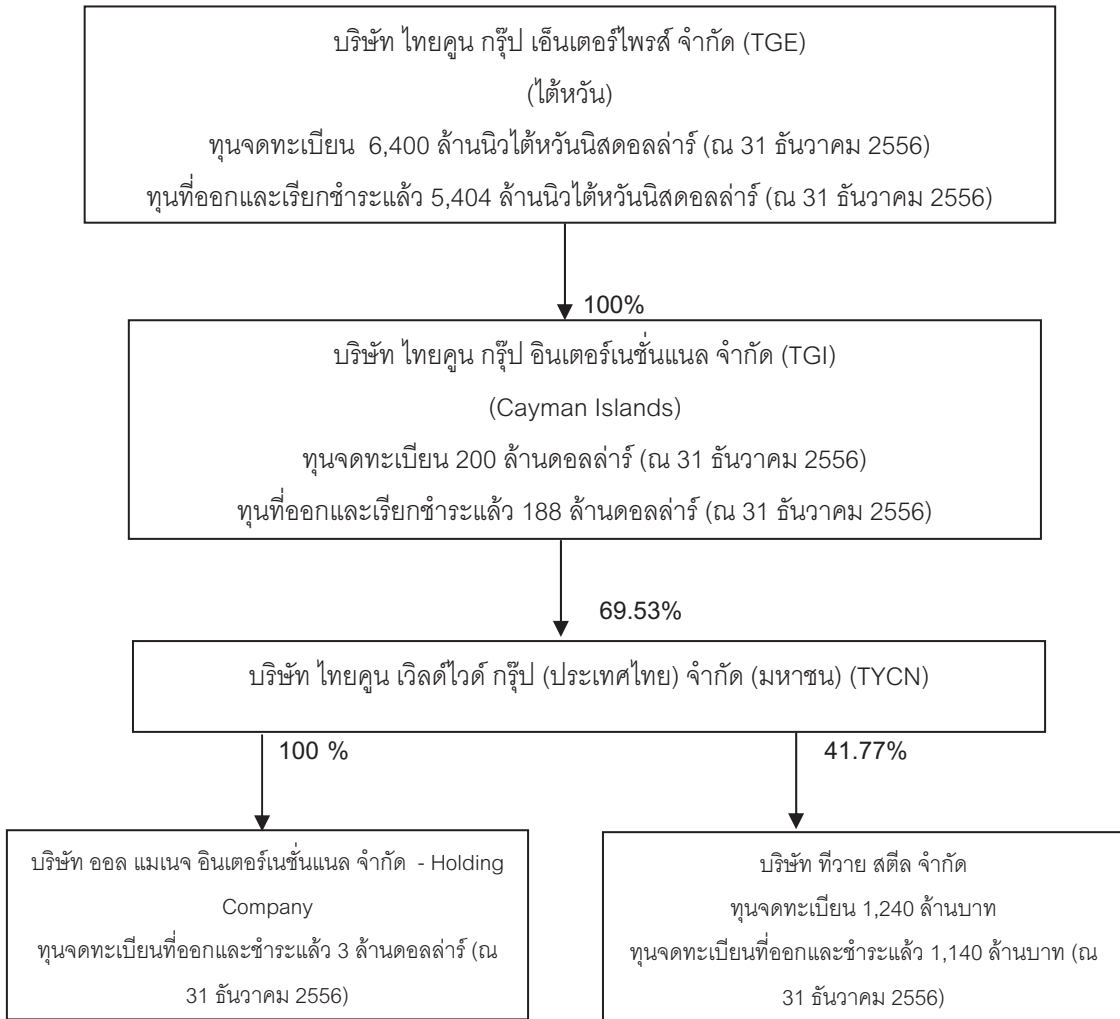 บริษัท ไทยคูน กรุ๊ป เอ็นเตอร์ไพรส์ จำกัด (TGE)
(ไต้หวัน)
ทุนจดทะเบียน 6,400 ล้านนิวไต้หวันนิสดอลล่าร์ (ณ 31 ธันวาคม 2556)
ทุนที่ออกและเรียกชำระแล้ว 5,404 ล้านนิวไต้หวันนิสดอลล่าร์ (ณ 31 ธันวาคม 2556)
100%
บริษัท ไทยคูน กรุ๊ป อินเตอร์เนชั่นแนล จำกัด (TGI)
(Cayman Islands)
ทุนจดทะเบียน 200 ล้านดอลล่าร์ (ณ 31 ธันวาคม 2556)
ทุนที่ออกและเรียกชำระแล้ว 188 ล้านดอลล่าร์ (ณ 31 ธันวาคม 2556)
69.53%
บริษัท ไทยคูน เวิลด์ไวด์ กรุ๊ป (ประเทศไทย) จำกัด (มหาชน) (TYCN)
100 %
41.77%
บริษัท ออล แมเนจ อินเตอร์เนชั่นแนล จำกัด - Holding
Company
ทุนจดทะเบียนที่ออกและชำระแล้ว 3 ล้านดอลล่าร์ (ณ
31 ธันวาคม 2556)
บริษัท ทีวาย สตีล จำกัด
ทุนจดทะเบียน 1,240 ล้านบาท
ทุนจดทะเบียนที่ออกและชำระแล้ว 1,140 ล้านบาท (ณ
31 ธันวาคม 2556)